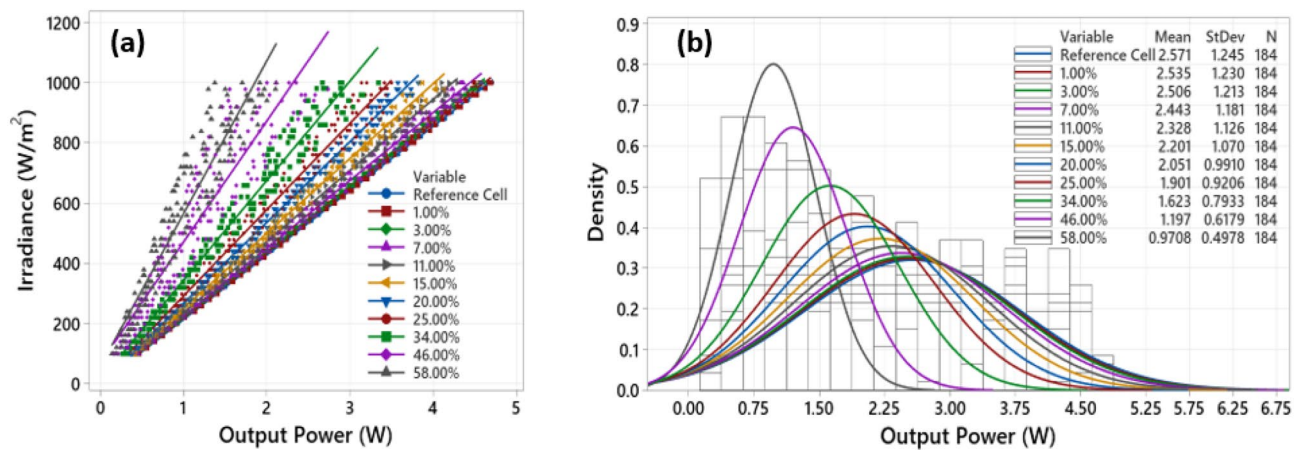 (a)
1200
1000
800
600
400
200
0
Irradiance (W/m²)
0 1 2 3 4 5
Output Power (W)
Variable
Reference Cell
1.00%
3.00%
7.00%
11.00%
15.00%
20.00%
25.00%
34.00%
46.00%
58.00%
(b)
0.9
0.8
0.7
0.6
0.5
0.4
0.3
0.2
0.1
0.0
Density
0.00 0.75 1.50 2.25 3.00 3.75 4.50 5.25 5.75 6.25 6.75
Output Power (W)
Variable Mean StDev N
Reference Cell 2.571 1.245 184
1.00% 2.535 1.230 184
3.00% 2.506 1.213 184
7.00% 2.443 1.181 184
11.00% 2.328 1.126 184
15.00% 2.201 1.070 184
20.00% 2.051 0.9910 184
25.00% 1.901 0.9206 184
34.00% 1.623 0.7933 184
46.00% 1.197 0.6179 184
58.00% 0.9708 0.4978 184